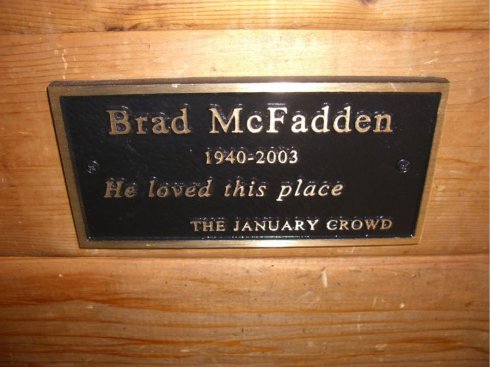 Brad McFadden
1940-2003
He loved this place
THE JANUARY CROWD